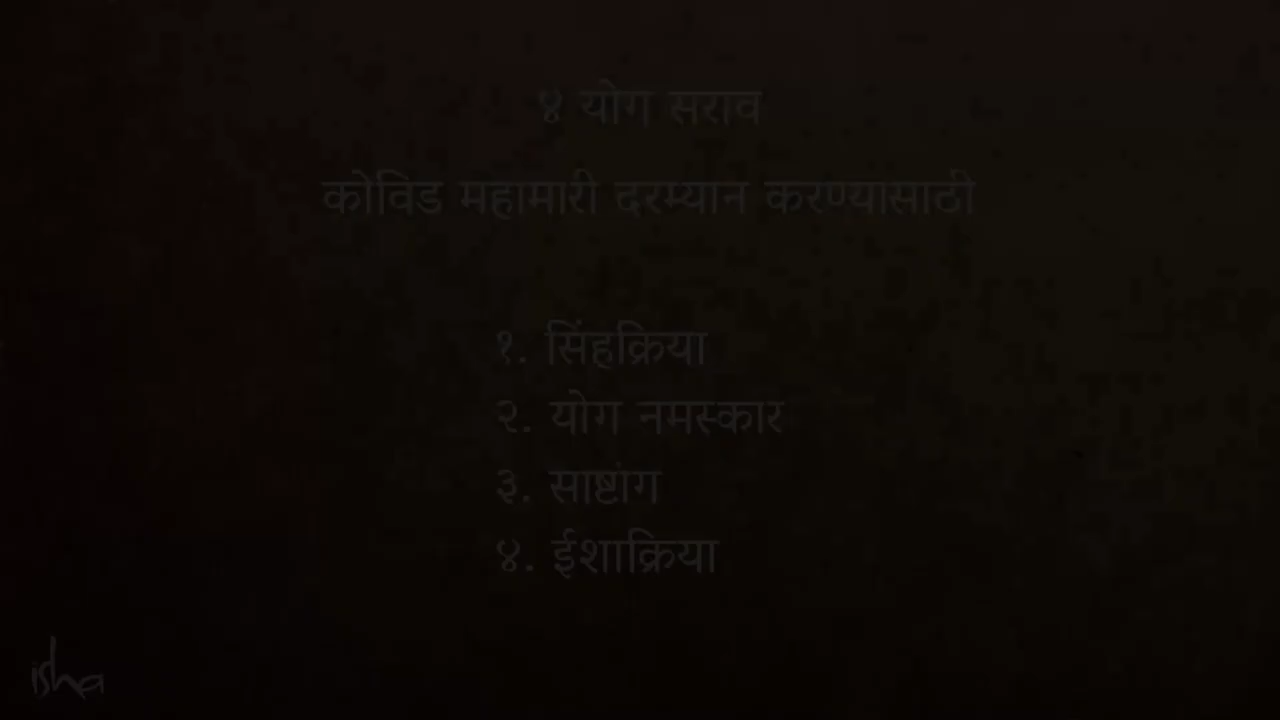 ४ योग सराव
कोविड महामारी दरम्यान करण्यासाठी
१. सिंहक्रिया
२. योग नमस्कार
३. साष्टांग
४. ईशाक्रिया
isha